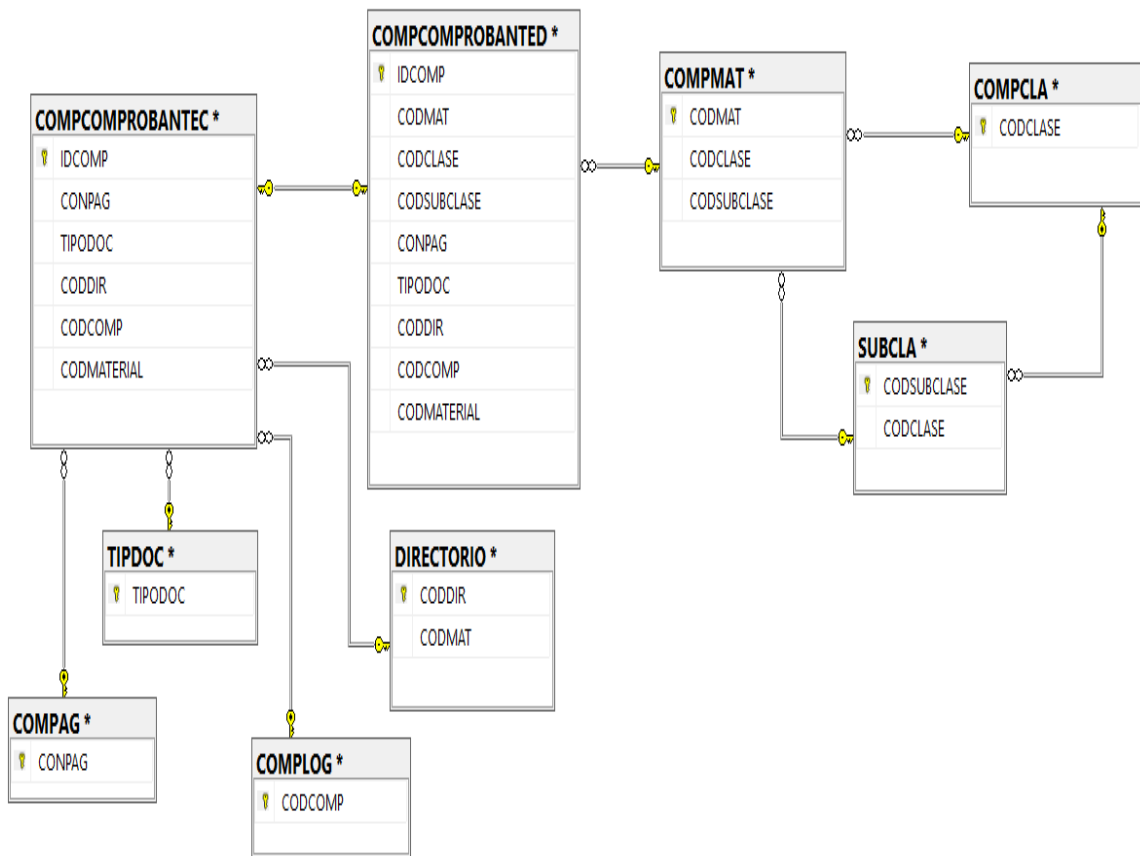 COMPCOMPROBANTEC *
IDCOMP
CONPAG
TIPODOC
CODDIR
CODCOMP
CODMATERIAL
COMPCOMPROBANTED *
IDCOMP
CODMAT
CODCLASE
CODSUBCLASE
CONPAG
TIPODOC
CODDIR
CODCOMP
CODMATERIAL
COMPMAT *
CODMAT
CODCLASE
CODSUBCLASE
COMPCLA *
CODCLASE
SUBCLA *
CODSUBCLASE
CODCLASE
TIPDOC *
TIPODOC
DIRECTORIO *
CODDIR
CODMAT
COMPAG *
CONPAG
COMPLOG *
CODCOMP